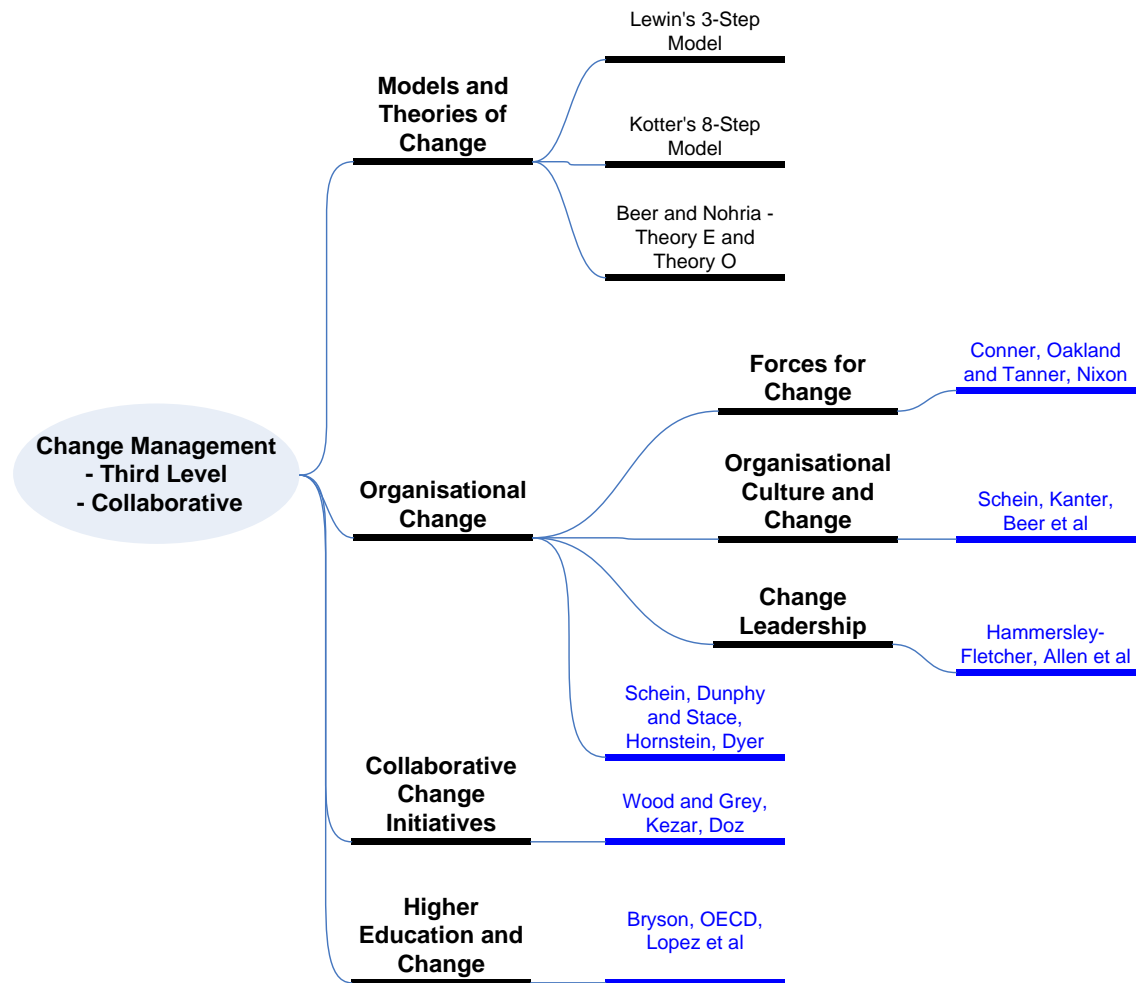 Change Management
- Third Level
- Collaborative
Models and
Theories of
Change
Lewin's 3-Step
Model
Kotter's 8-Step
Model
Beer and Nohria -
Theory E and
Theory O
Organisational
Change
Forces for
Change
Conner, Oakland
and Tanner, Nixon
Organisational
Culture and
Change
Schein, Kanter,
Beer et al
Change
Leadership
Hammersley-
Fletcher, Allen et al
Schein, Dunphy
and Stace,
Hornstein, Dyer
Collaborative
Change
Initiatives
Wood and Grey,
Kezar, Doz
Higher
Education and
Change
Bryson, OECD,
Lopez et al